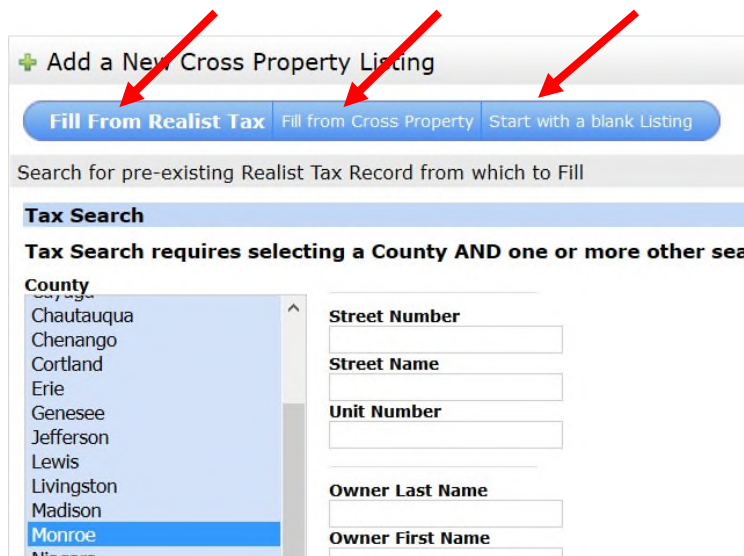 Add a New Cross Property Listing
Fill From Realist Tax Fill from Cross Property Start with a blank Listing
Search for pre-existing Realist Tax Record from which to Fill
Tax Search
Tax Search requires selecting a County AND one or more other sea
County
Cayuga
Chautauqua
Chenango
Cortland
Erie
Genesee
Jefferson
Lewis
Livingston
Madison
Monroe
Niagara
Street Number
Street Name
Unit Number
Owner Last Name
Owner First Name